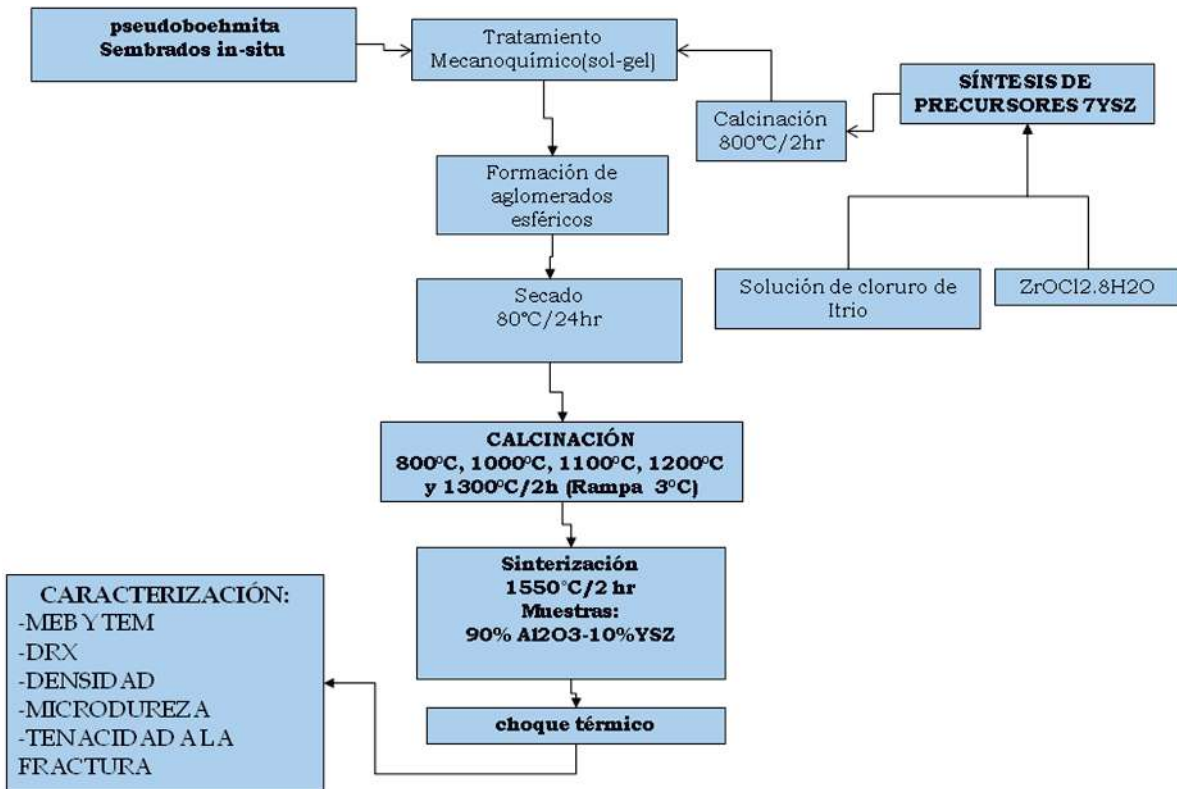 pseudoboehmita
Sembrados in-situ
Tratamiento
Mecanoquímico(sol-gel)
SÍNTESIS DE
PRECURSORES 7YSZ
Calcinación
800°C/2hr
Formación de
aglomerados
esféricos
Solución de cloruro de
Itrio
ZrOCl2.8H2O
Secado
80°C/24hr
CALCINACIÓN
800°C, 1000°C, 1100°C, 1200°C
y 1300°C/2h (Rampa 3°C)
Sinterización
1550°C/2 hr
Muestras:
90% Al2O3-10%YSZ
choque térmico
CARACTERIZACIÓN:
-MEB Y TEM
-DRX
-DENSIDAD
-MICRODUREZA
-TENACIDAD A LA
FRACTURA